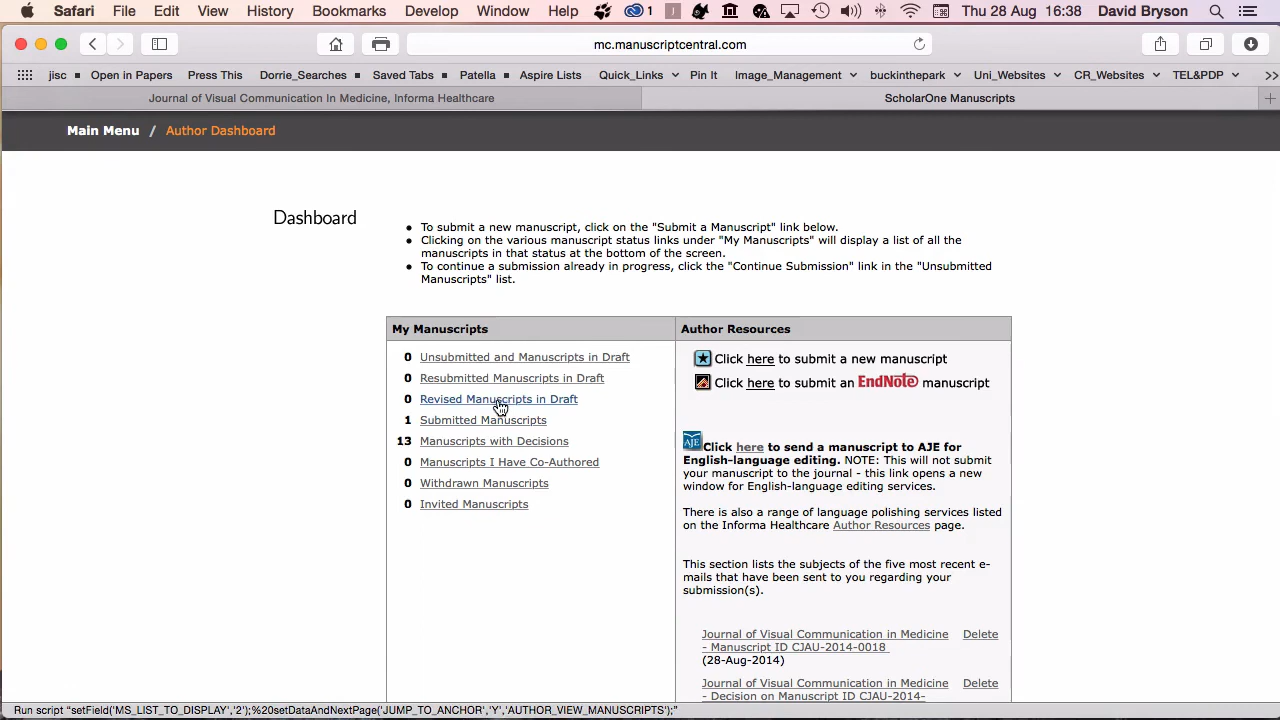 Safari File Edit View History Bookmarks Develop Window Help 1 Thu 28 Aug 16:38 David Bryson
mc.manuscriptcentral.com
jisc Open in Papers Press This Dorrie_Searches Saved Tabs Patella Aspire Lists Quick_Links Pin It Image_Management buckinthepark Uni_Websites CR_Websites TEL&PDP
Journal of Visual Communication In Medicine, Informa Healthcare
ScholarOne Manuscripts
Main Menu / Author Dashboard
Dashboard
• To submit a new manuscript, click on the "Submit a Manuscript" link below.
• Clicking on the various manuscript status links under "My Manuscripts" will display a list of all the
manuscripts in that status at the bottom of the screen.
• To continue a submission already in progress, click the "Continue Submission" link in the "Unsubmitted
Manuscripts" list.
My Manuscripts
0 Unsubmitted and Manuscripts in Draft
0 Resubmitted Manuscripts in Draft
0 Revised Manuscripts in Draft
1 Submitted Manuscripts
13 Manuscripts with Decisions
0 Manuscripts I Have Co-Authored
0 Withdrawn Manuscripts
0 Invited Manuscripts
Author Resources
Click here to submit a new manuscript
Click here to submit an EndNote manuscript
AJE Click here to send a manuscript to AJE for
English-language editing. NOTE: This will not submit
your manuscript to the journal - this link opens a new
window for English-language editing services.
There is also a range of language polishing services listed
on the Informa Healthcare Author Resources page.
This section lists the subjects of the five most recent e-
mails that have been sent to you regarding your
submission(s).
Journal of Visual Communication in Medicine Delete
- Manuscript ID CJAU-2014-0018
(28-Aug-2014)
Journal of Visual Communication in Medicine Delete
- Decision on Manuscript ID CJAU-2014-
Run script "setField('MS_LIST_TO_DISPLAY','2');%20setDataAndNextPage('JUMP_TO_ANCHOR','Y','AUTHOR_VIEW_MANUSCRIPTS');"